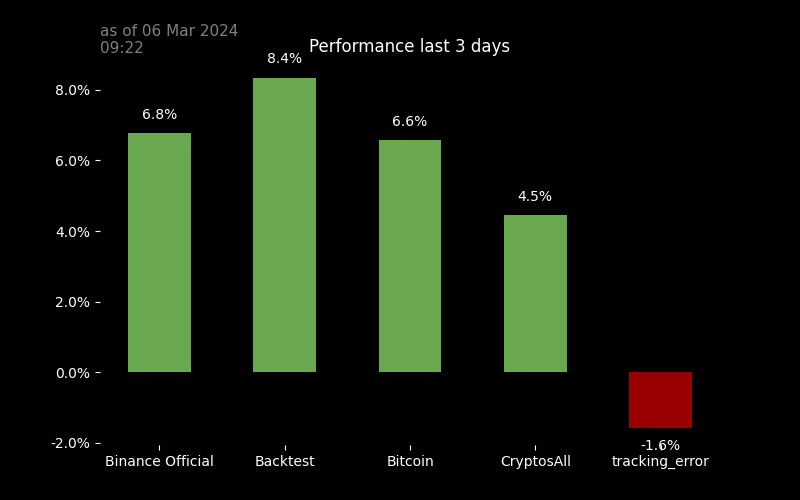 as of 06 Mar 2024
09:22
Performance last 3 days
8.4%
6.8%
6.6%
4.5%
-1.6%
8.0%
6.0%
4.0%
2.0%
0.0%
-2.0%
Binance Official
Backtest
Bitcoin
CryptosAll
tracking_error